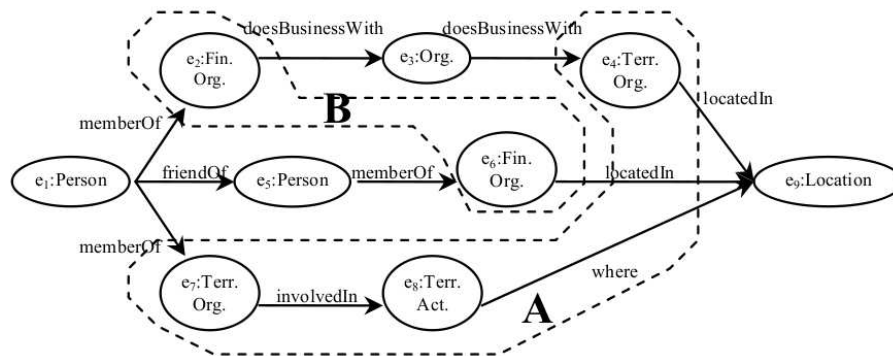 doesBusinessWith doesBusinessWith
e2:Fin.
Org.
e3:Org.
e4:Terr.
Org.
memberOf
B
locatedIn
e1:Person
friendOf
e5:Person
memberOf
e6:Fin.
Org.
locatedIn
e9:Location
memberOf
e7:Terr.
Org.
involvedIn
e8:Terr.
Act.
where
A